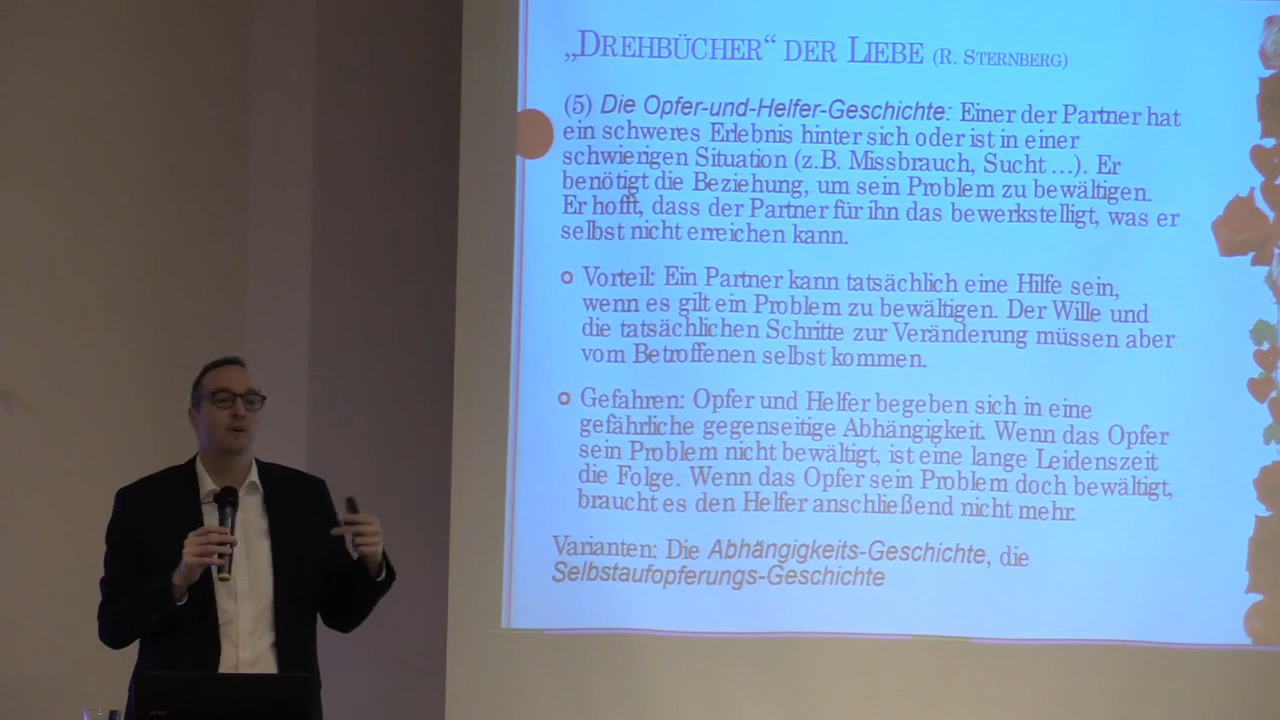 „DREHBÜCHER“ DER LIEBE (R. STERNBERG)
(5) Die Opfer-und-Helfer-Geschichte: Einer der Partner hat
ein schweres Erlebnis hinter sich oder ist in einer
schwierigen Situation (z.B. Missbrauch, Sucht …). Er
benötigt die Beziehung, um sein Problem zu bewältigen.
Er hofft, dass der Partner für ihn das bewerkstelligt, was er
selbst nicht erreichen kann.
Vorteil: Ein Partner kann tatsächlich eine Hilfe sein,
wenn es gilt ein Problem zu bewältigen. Der Wille und
die tatsächlichen Schritte zur Veränderung müssen aber
vom Betroffenen selbst kommen.
Gefahren: Opfer und Helfer begeben sich in eine
gefährliche gegenseitige Abhängigkeit. Wenn das Opfer
sein Problem nicht bewältigt, ist eine lange Leidenszeit
die Folge. Wenn das Opfer sein Problem doch bewältigt,
braucht es den Helfer anschließend nicht mehr.
Varianten: Die Abhängigkeits-Geschichte, die
Selbstaufopferungs-Geschichte